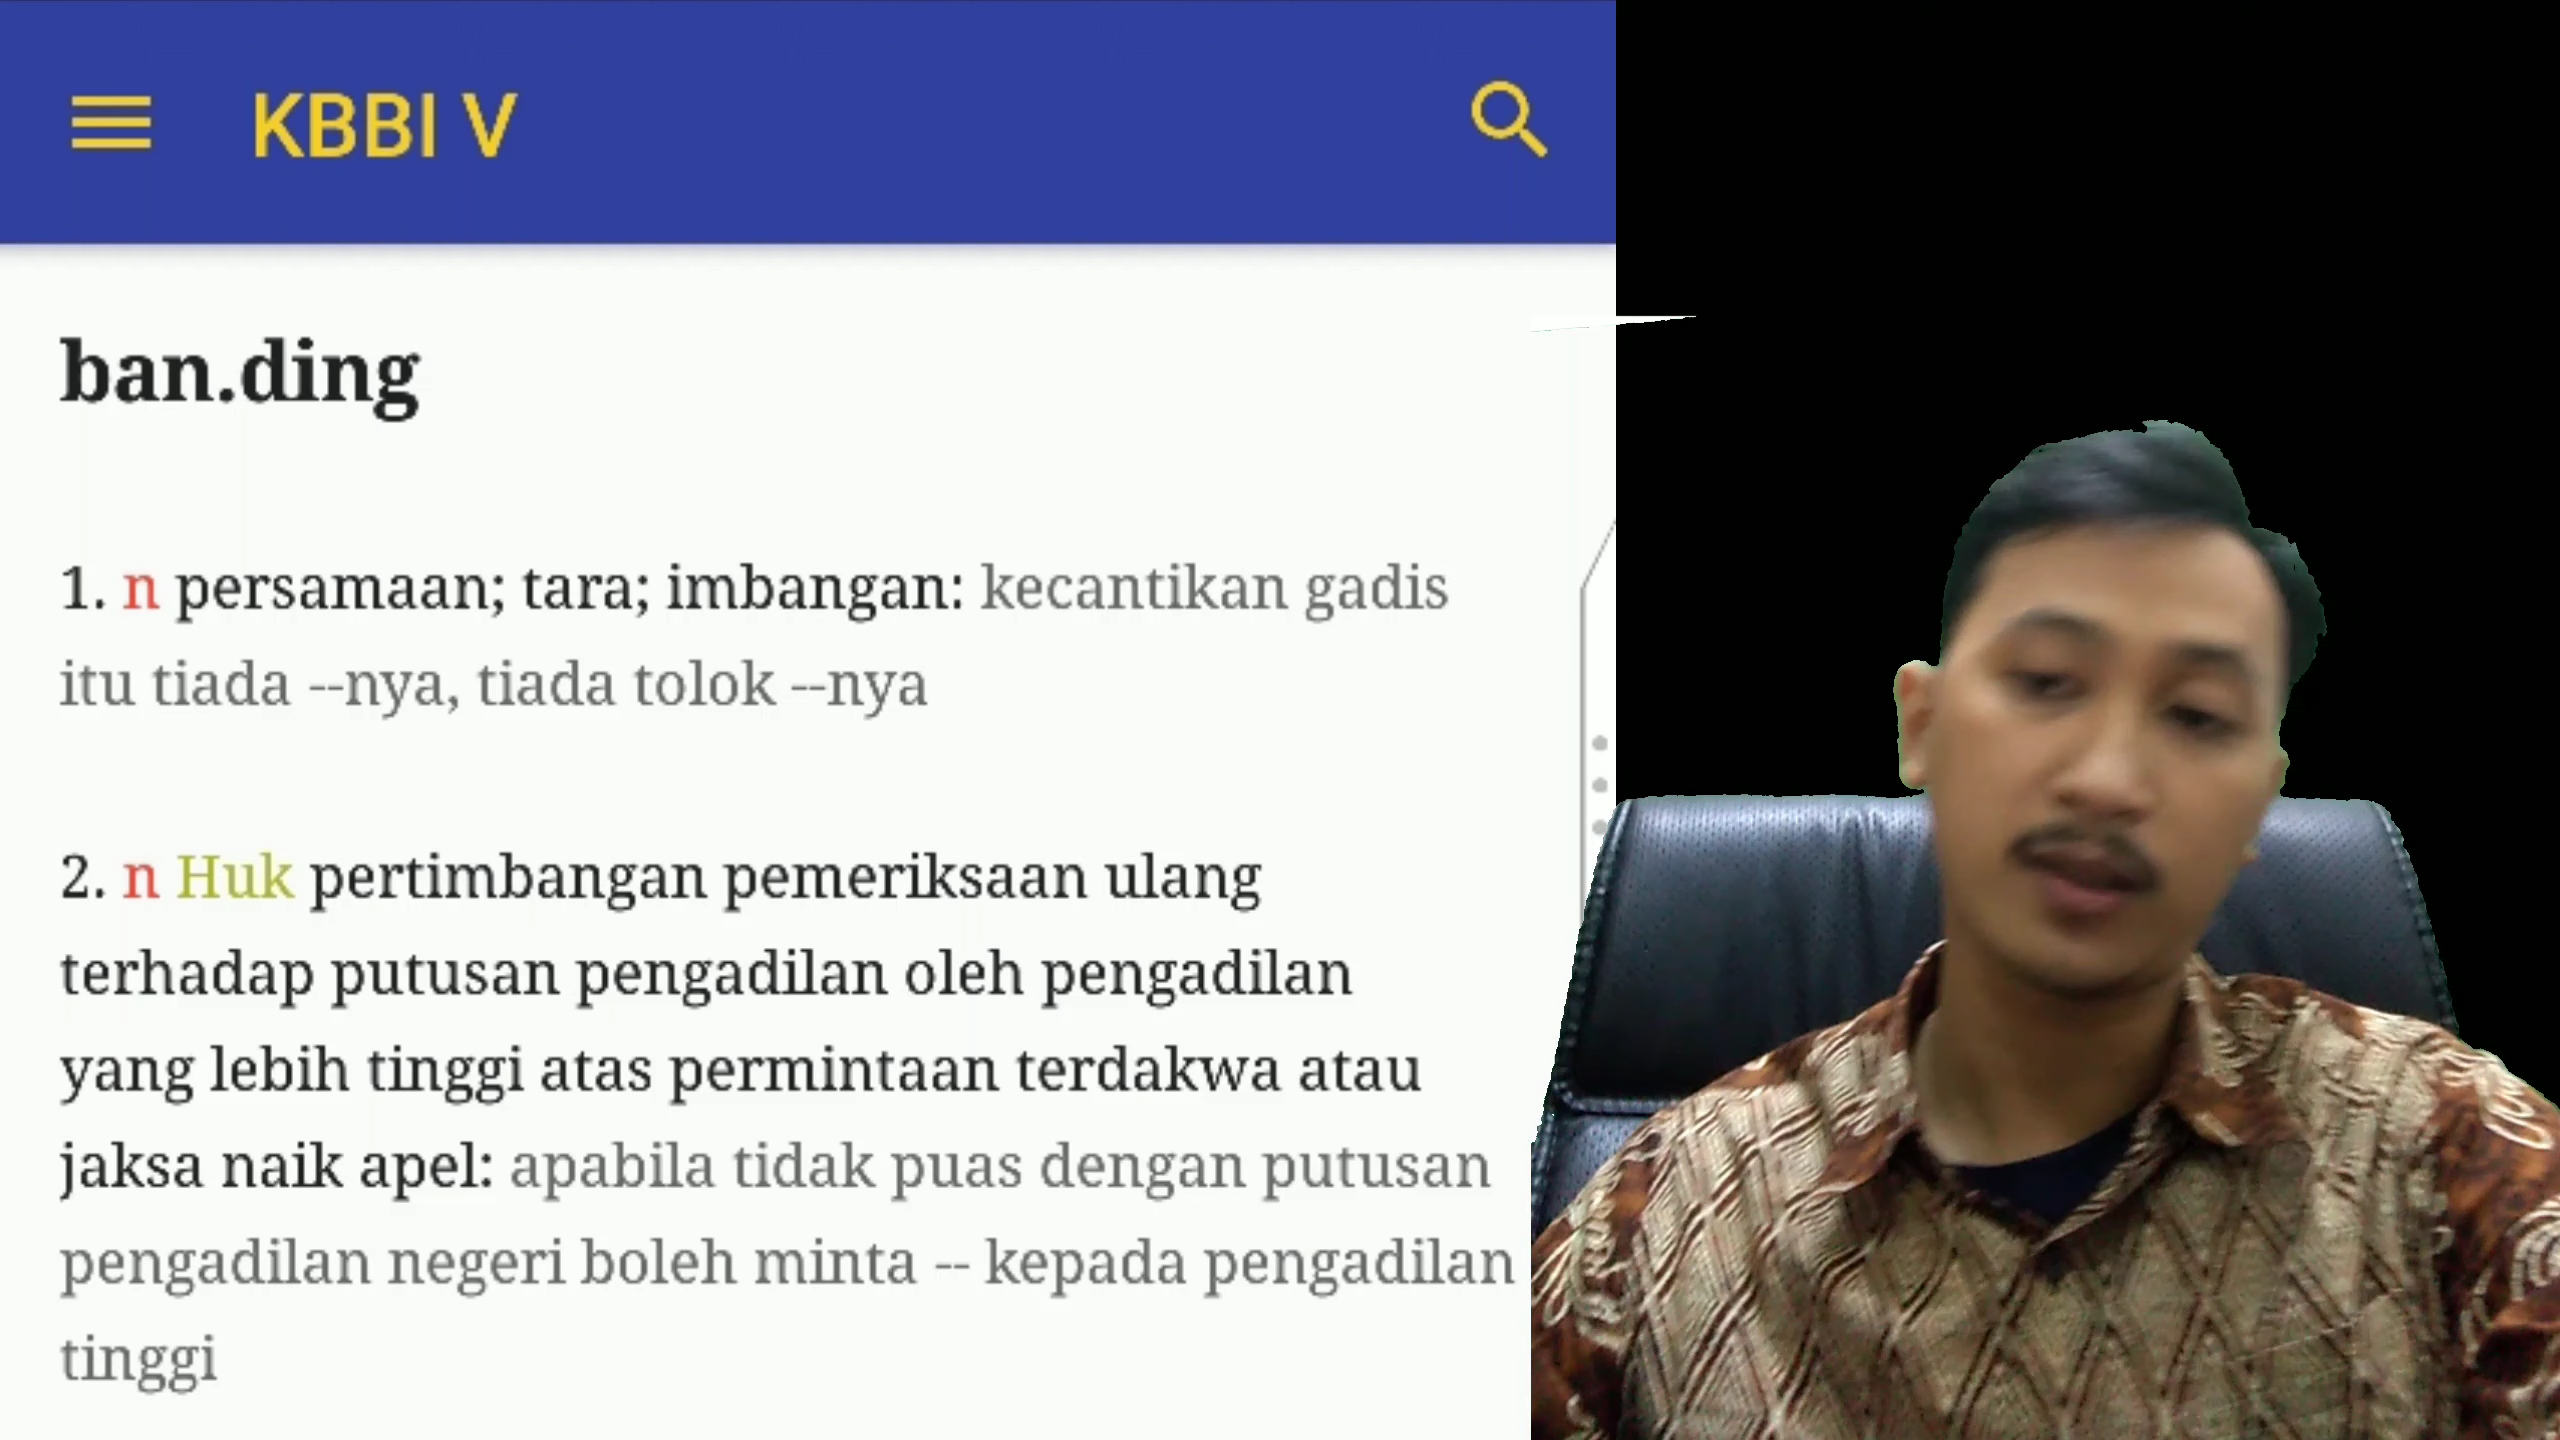 KBBI V
ban.ding
1. n persamaan; tara; imbangan: kecantikan gadis
itu tiada --nya, tiada tolok --nya
2. n Huk pertimbangan pemeriksaan ulang
terhadap putusan pengadilan oleh pengadilan
yang lebih tinggi atas permintaan terdakwa atau
jaksa naik apel: apabila tidak puas dengan putusan
pengadilan negeri boleh minta -- kepada pengadilan
tinggi